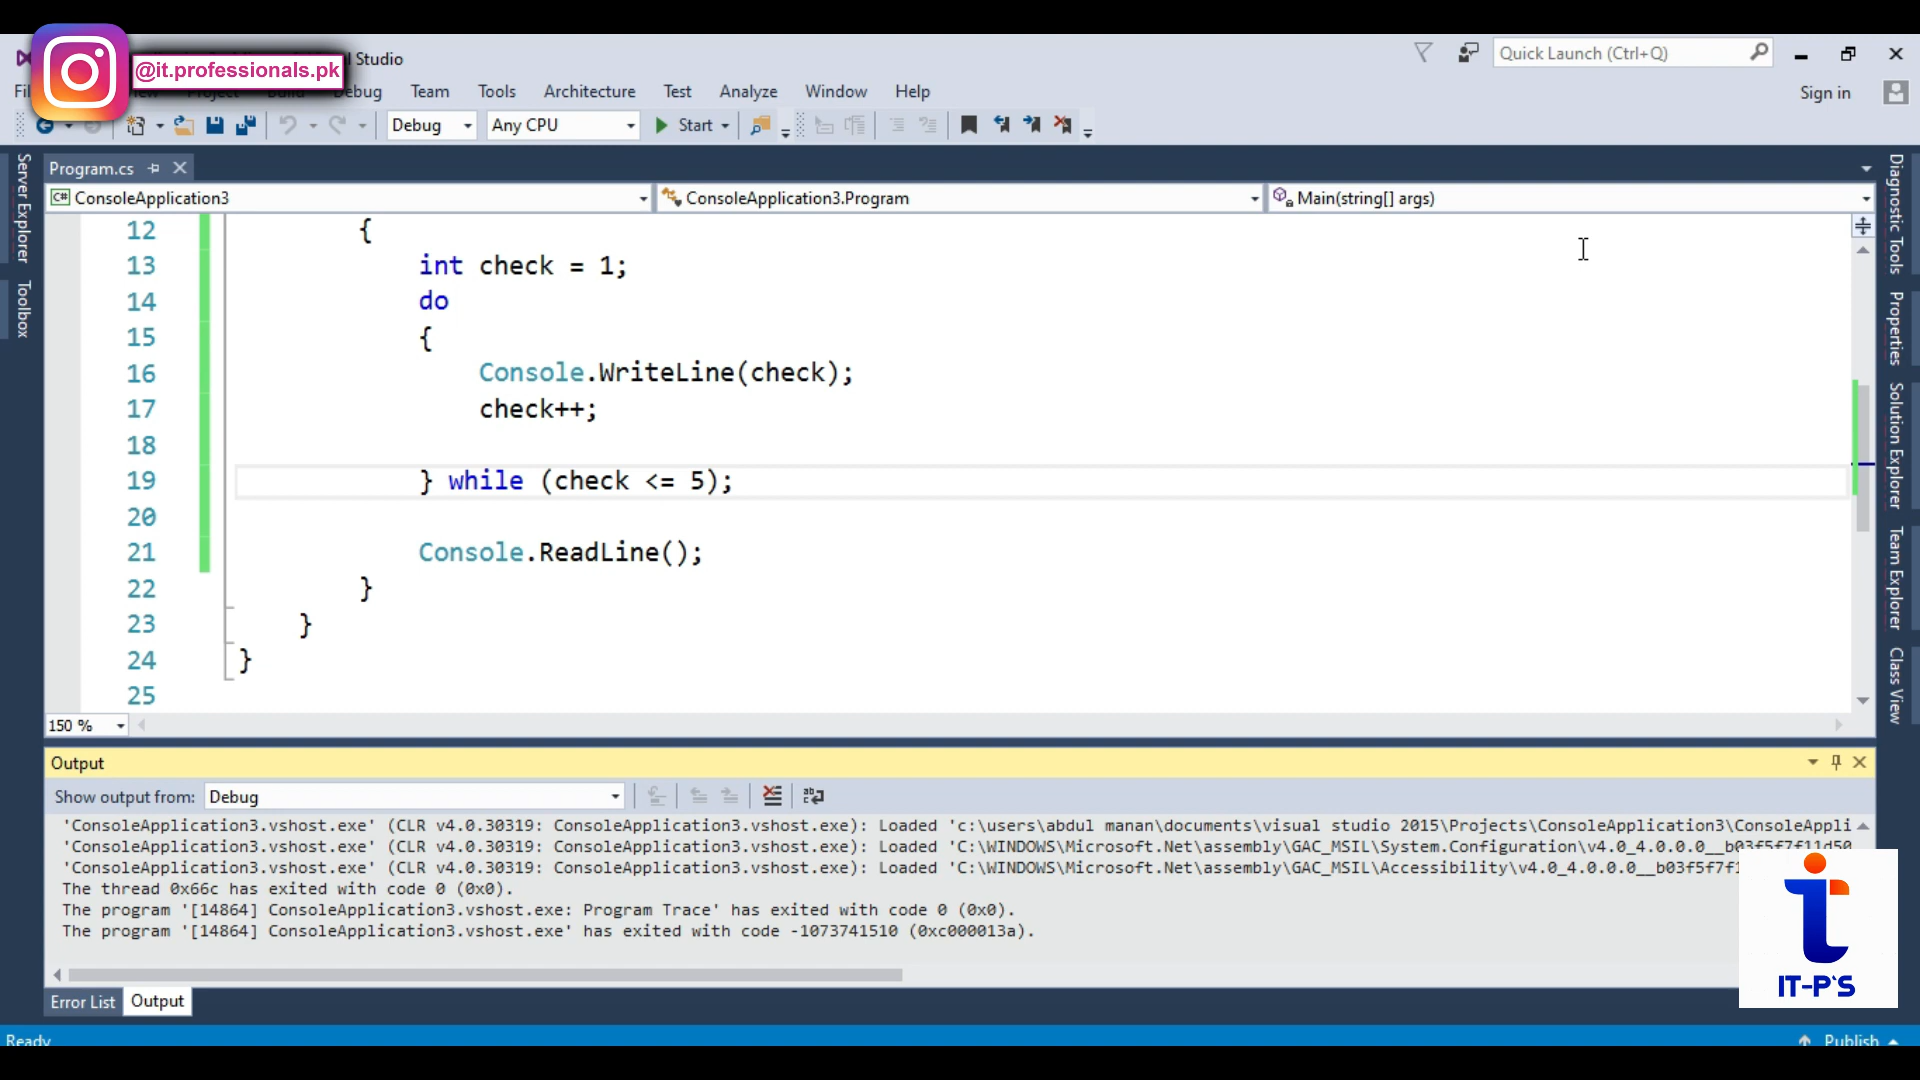 @it.professionals.pk
Studio
Quick Launch (Ctrl+Q)
Debug Team Tools Architecture Test Analyze Window Help
Sign in
Debug Any CPU Start
Program.cs
ConsoleApplication3 ConsoleApplication3.Program Main(string[] args)
Server Explorer
Toolbox
12 {
13 int check = 1;
14 do
15 {
16 Console.WriteLine(check);
17 check++;
18
19 } while (check <= 5);
20
21 Console.ReadLine();
22 }
23 }
24 }
25
Diagnostic Tools
Properties
Solution Explorer
Team Explorer
Class View
150 %
Output
Show output from: Debug
'ConsoleApplication3.vshost.exe' (CLR v4.0.30319: ConsoleApplication3.vshost.exe): Loaded 'c:\users\abdul manan\documents\visual studio 2015\Projects\ConsoleApplication3\ConsoleAppli
'ConsoleApplication3.vshost.exe' (CLR v4.0.30319: ConsoleApplication3.vshost.exe): Loaded 'C:\WINDOWS\Microsoft.Net\assembly\GAC_MSIL\System.Configuration\v4.0_4.0.0.0__b03f5f7f11d50
'ConsoleApplication3.vshost.exe' (CLR v4.0.30319: ConsoleApplication3.vshost.exe): Loaded 'C:\WINDOWS\Microsoft.Net\assembly\GAC_MSIL\Accessibility\v4.0_4.0.0.0__b03f5f7f1
The thread 0x66c has exited with code 0 (0x0).
The program '[14864] ConsoleApplication3.vshost.exe: Program Trace' has exited with code 0 (0x0).
The program '[14864] ConsoleApplication3.vshost.exe' has exited with code -1073741510 (0xc000013a).
IT-P'S
Error List Output
Ready
Publish